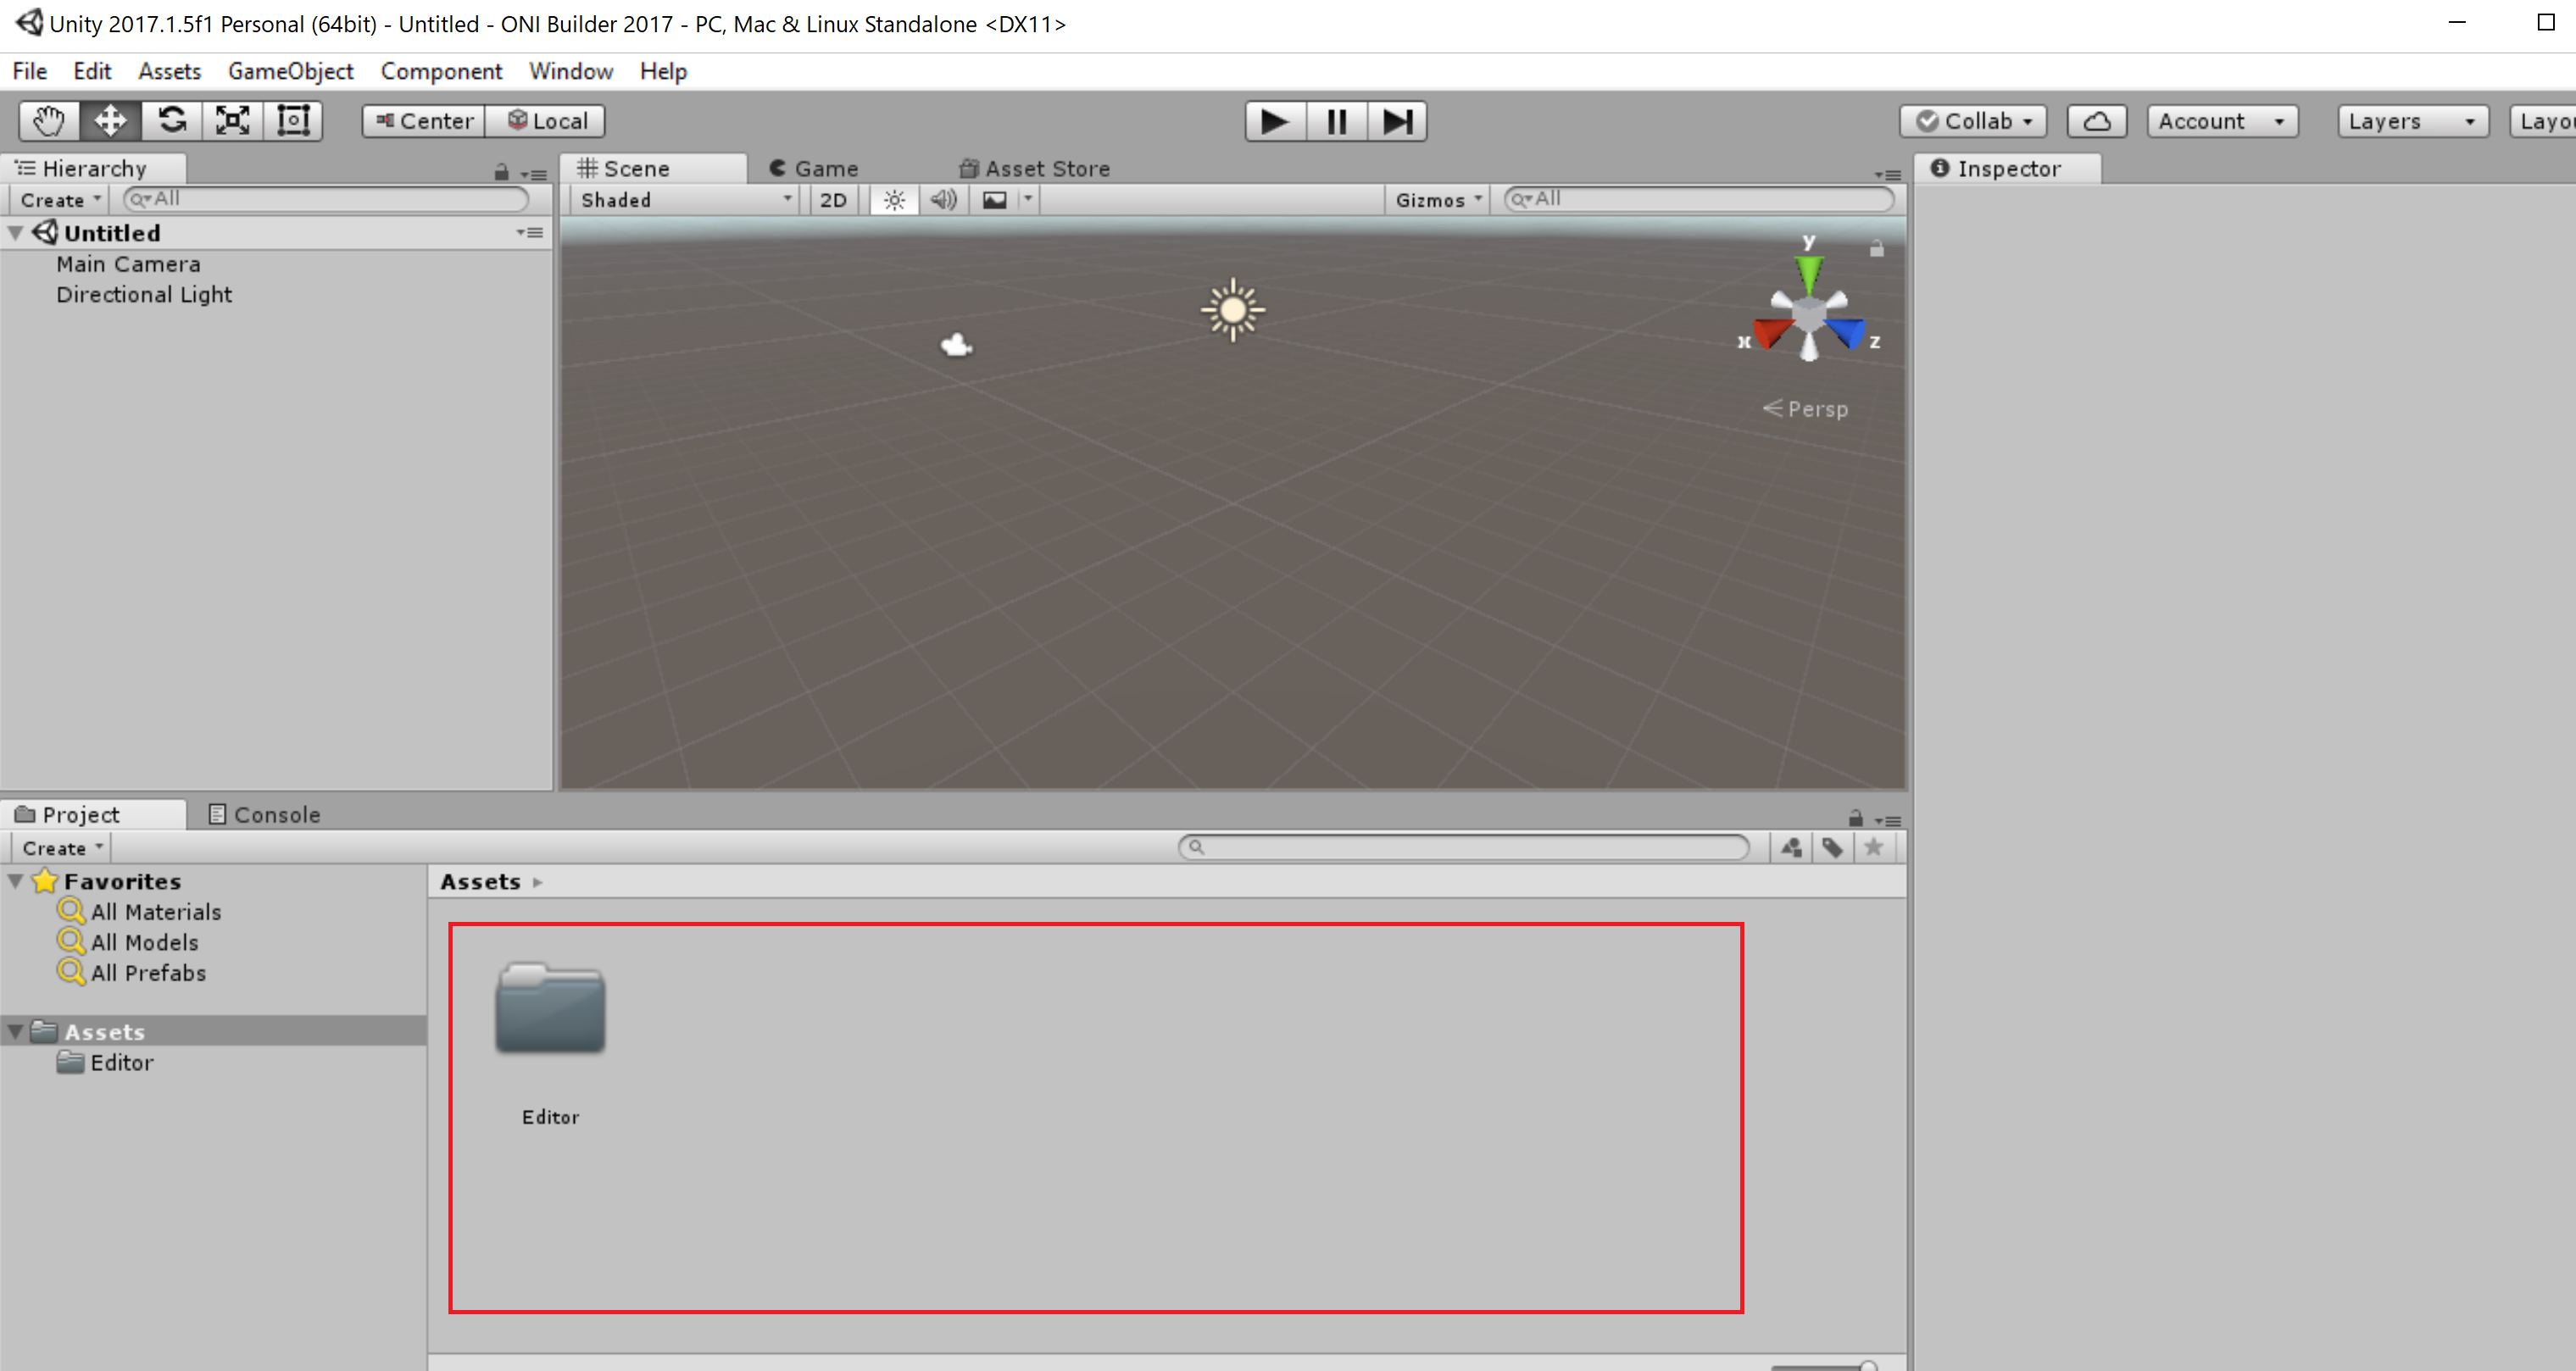 Unity 2017.1.5f1 Personal (64bit) - Untitled - ONI Builder 2017 - PC, Mac & Linux Standalone <DX11>
File Edit Assets GameObject Component Window Help
Center Local Collab Account Layers Layou
Hierarchy
Create All
Untitled
Main Camera
Directional Light
Scene Game Asset Store
Shaded 2D Gizmos All
y
x z
Persp
Inspector
Project Console
Create
Favorites
All Materials
All Models
All Prefabs
Assets
Editor
Assets
Editor